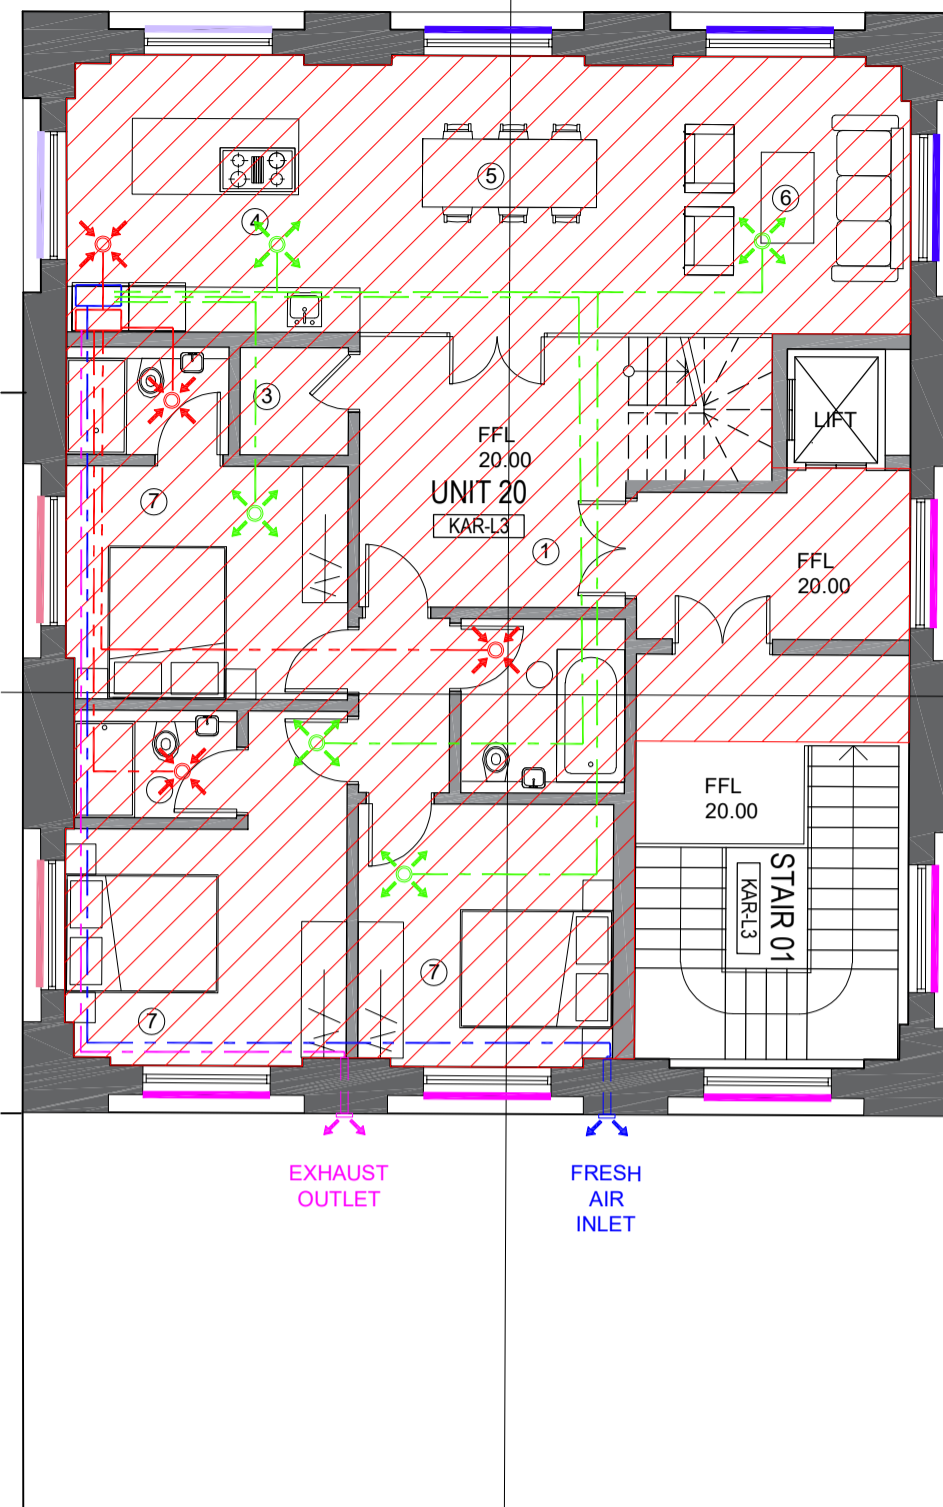 5
6
4
3
LIFT
FFL
20.00
UNIT 20
KAR-L3
7
1
FFL
20.00
FFL
20.00
STAIR 01
KAR-L3
7
7
EXHAUST
OUTLET
FRESH
AIR
INLET